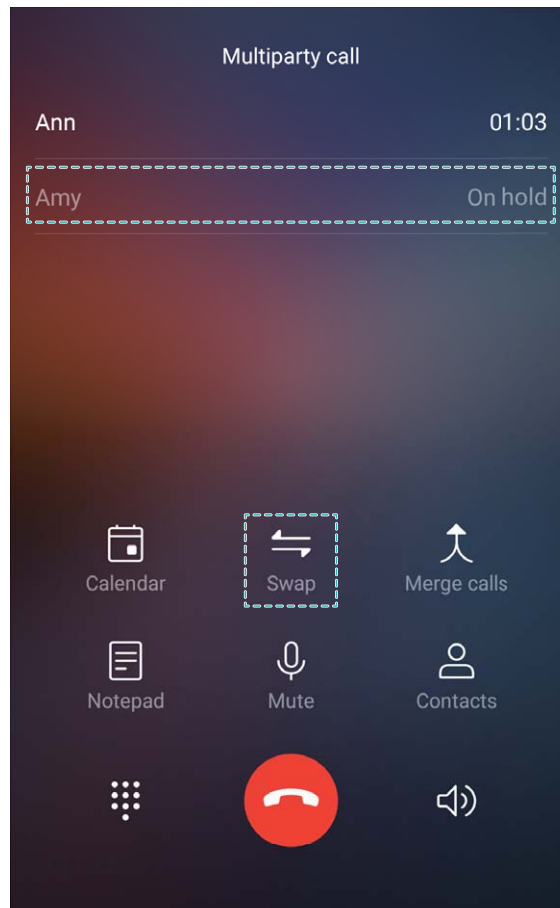 Multiparty call
Ann 01:03
Amy On hold
Calendar Swap Merge calls
Notepad Mute Contacts